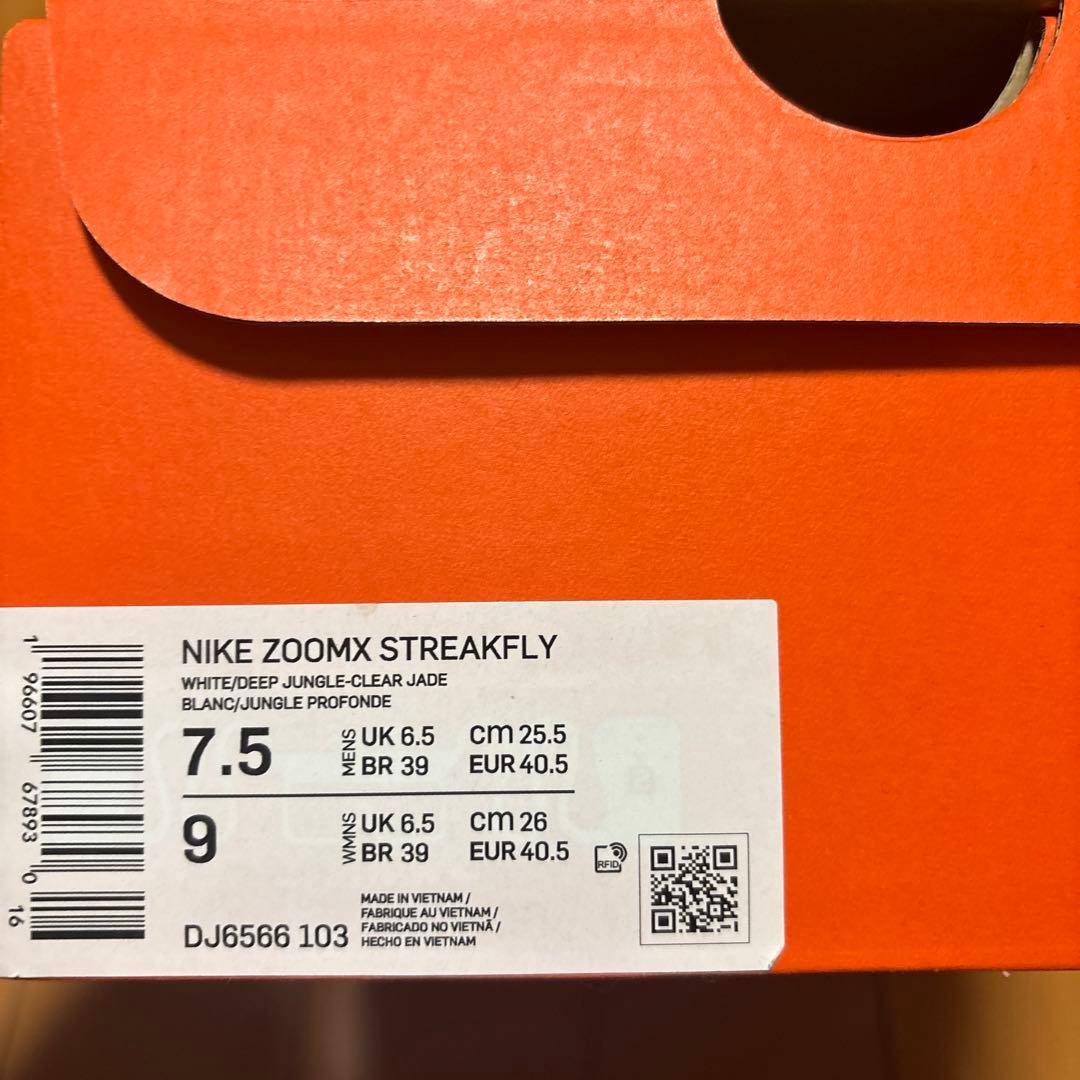 NIKE ZOOMX STREAKFLY
WHITE/DEEP JUNGLE-CLEAR JADE
BLANC/JUNGLE PROFONDE
7.5 MENS UK 6.5 CM 25.5
BR 39 EUR 40.5
9 WMNS UK 6.5 CM 26
BR 39 EUR 40.5
RFID
MADE IN VIETNAM /
FABRIQUE AU VIETNAM /
FABRICADO NO VIETNÃ /
HECHO EN VIETNAM
DJ6566 103
1 96607 67893 0 16